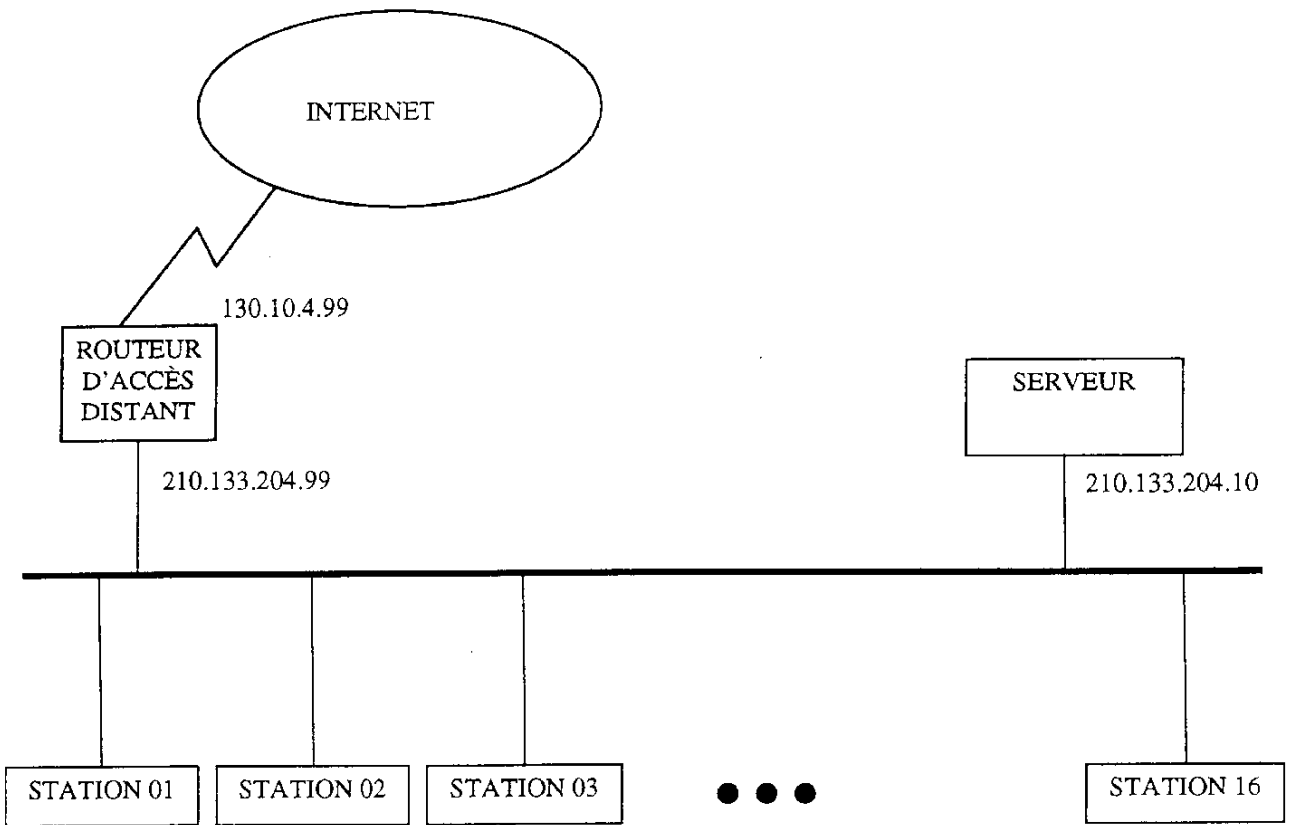 INTERNET
130.10.4.99
ROUTEUR
D'ACCÈS
DISTANT
SERVEUR
210.133.204.99
210.133.204.10
STATION 01
STATION 02
STATION 03
STATION 16